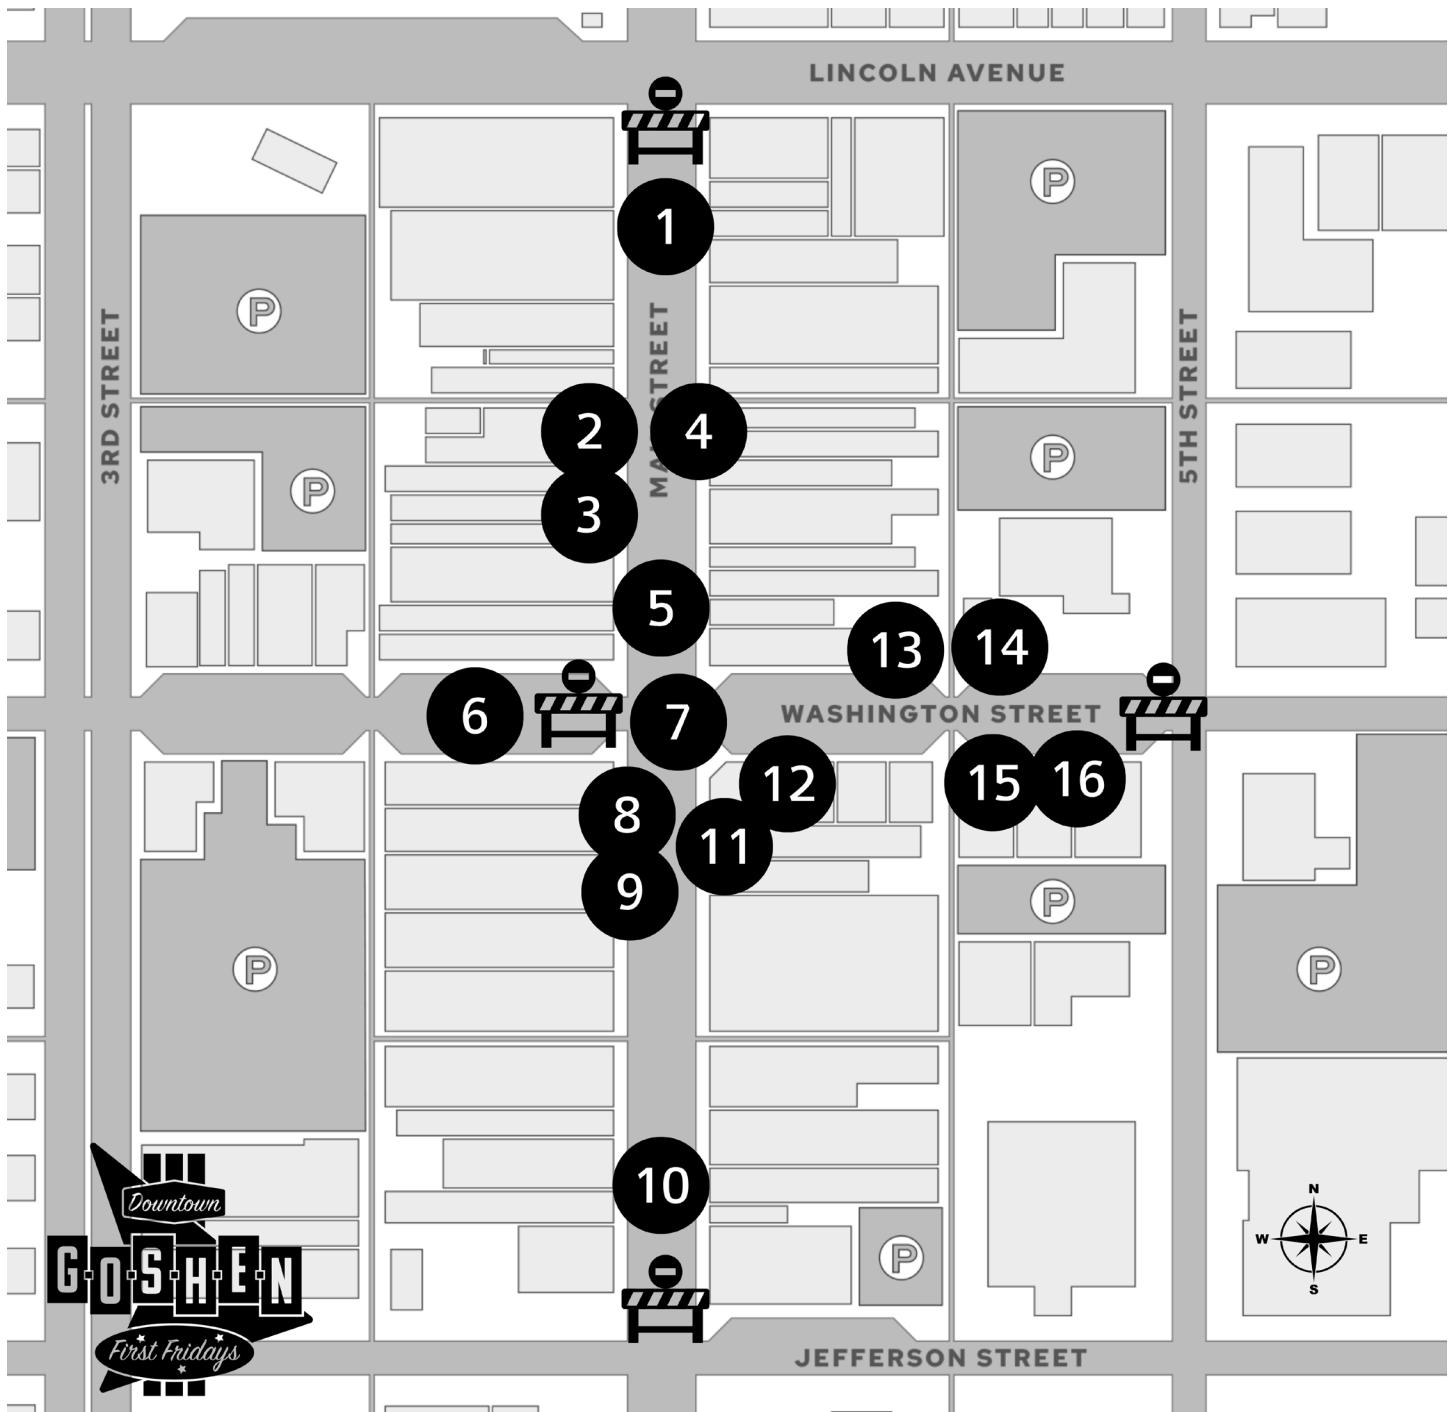 LINCOLN AVENUE
P
1
P
3RD STREET
MAIN STREET
5TH STREET
2
4
P
P
3
5
13
14
6
7
WASHINGTON STREET
8
12
15
16
11
9
P
P
P
10
Downtown
GOSHEN
First Fridays
N
W
E
S
P
JEFFERSON STREET